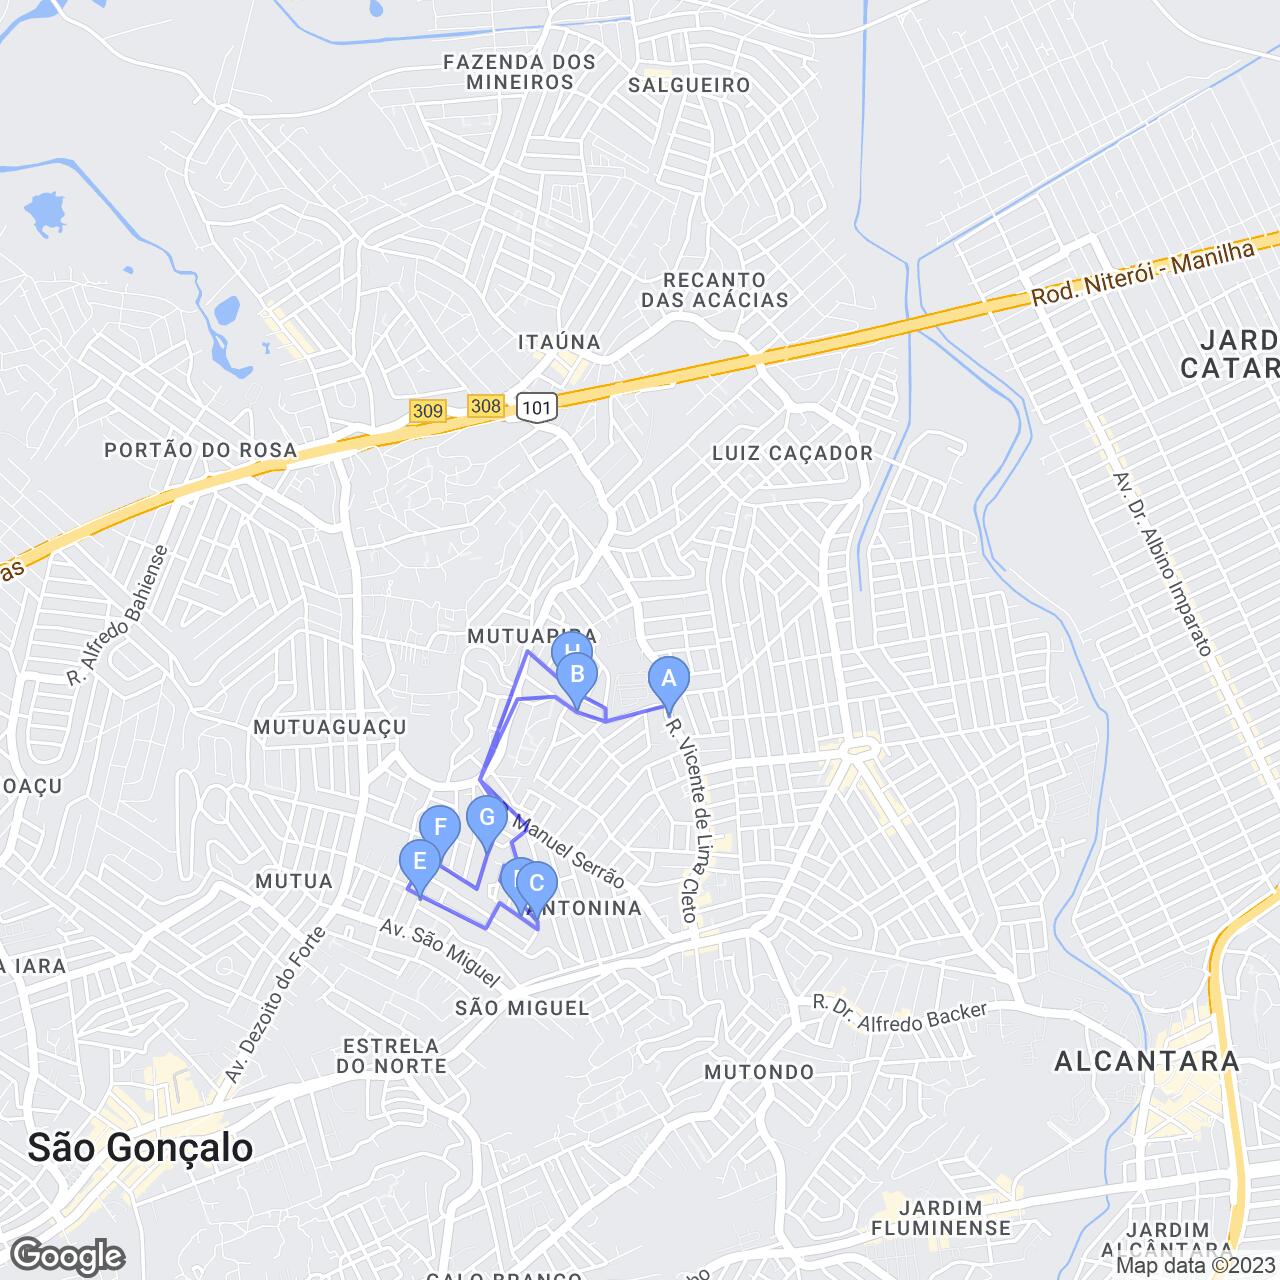 FAZENDA DOS
MINEIROS
SALGUEIRO
RECANTO
DAS ACÁCIAS
Rod. Niterói - Manilha
ITAÚNA
JARD
CATAR
309
308
101
PORTÃO DO ROSA
LUIZ CAÇADOR
Av. Dr. Albino Imparato
as
R. Alfredo Bahiense
MUTUAPIRA
H
B
A
MUTUAGUAÇU
R. Vicente de Lima Cleto
OAÇU
G
F
Manuel Serrão
E
C
MUTUA
ANTONINA
Av. São Miguel
A IARA
Av. Dezoito do Forte
SÃO MIGUEL
R. Dr. Alfredo Backer
ESTRELA
DO NORTE
ALCANTARA
MUTONDO
São Gonçalo
JARDIM
FLUMINENSE
JARDIM
ALCÂNTARA
Google
Map data ©2023